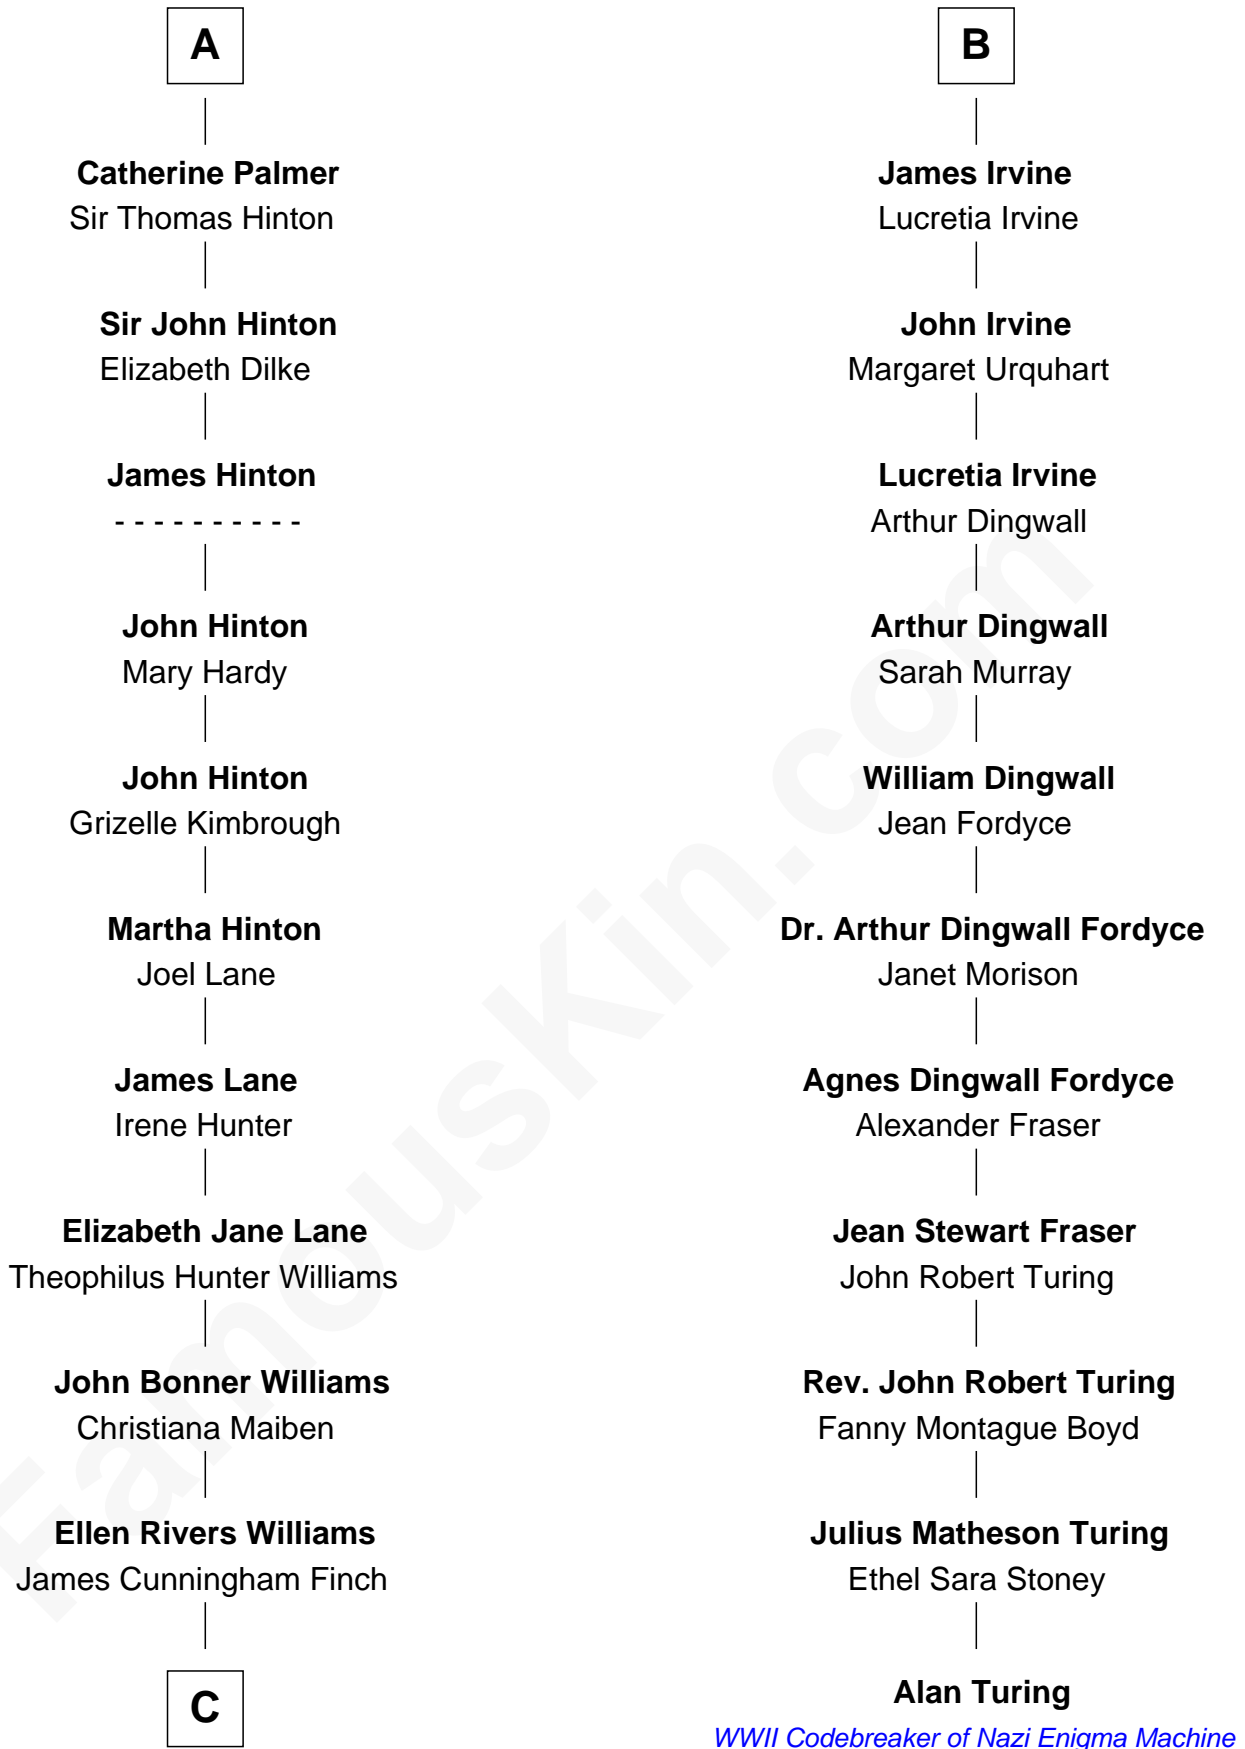 A
Catherine Palmer
Sir Thomas Hinton
Sir John Hinton
Elizabeth Dilke
James Hinton
- - - - - - - - - -
John Hinton
Mary Hardy
John Hinton
Grizelle Kimbrough
Martha Hinton
Joel Lane
James Lane
Irene Hunter
Elizabeth Jane Lane
Theophilus Hunter Williams
John Bonner Williams
Christiana Maiben
Ellen Rivers Williams
James Cunningham Finch
C
B
James Irvine
Lucretia Irvine
John Irvine
Margaret Urquhart
Lucretia Irvine
Arthur Dingwall
Arthur Dingwall
Sarah Murray
William Dingwall
Jean Fordyce
Dr. Arthur Dingwall Fordyce
Janet Morison
Agnes Dingwall Fordyce
Alexander Fraser
Jean Stewart Fraser
John Robert Turing
Rev. John Robert Turing
Fanny Montague Boyd
Julius Matheson Turing
Ethel Sara Stoney
Alan Turing
WWII Codebreaker of Nazi Enigma Machine
FamousKin.com